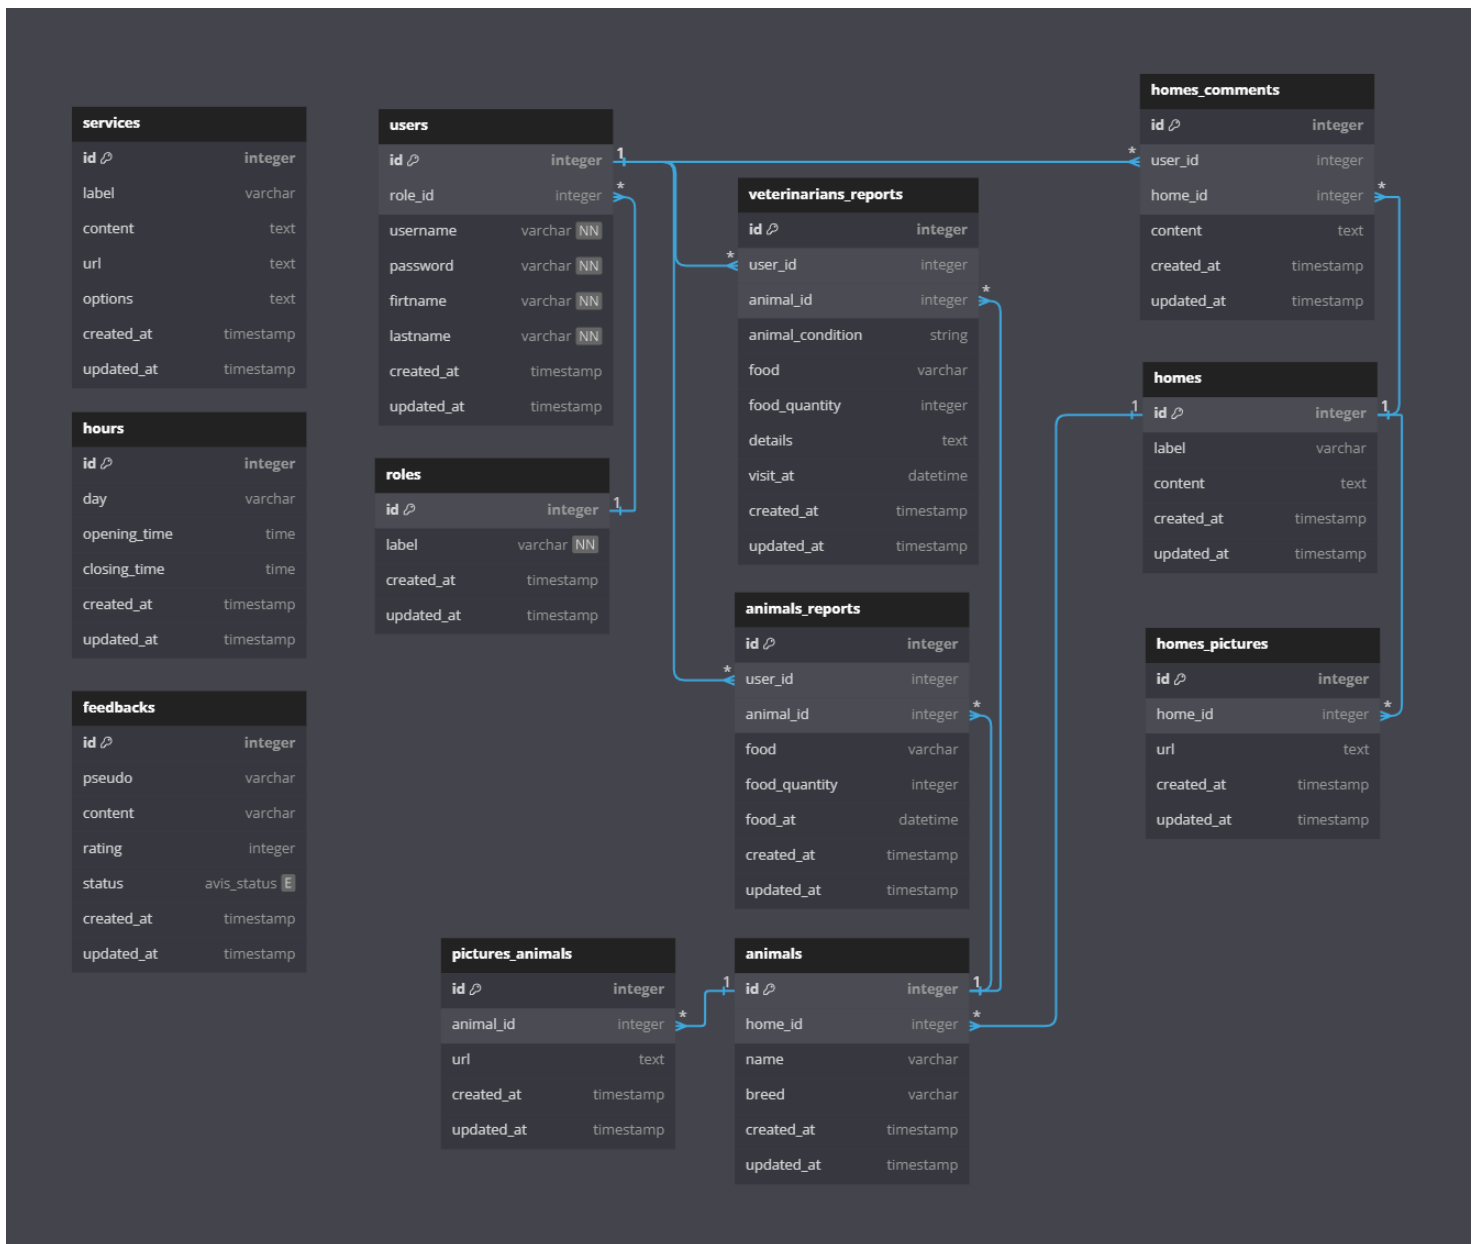 services
id integer
label varchar
content text
url text
options text
created_at timestamp
updated_at timestamp
hours
id integer
day varchar
opening_time time
closing_time time
created_at timestamp
updated_at timestamp
feedbacks
id integer
pseudo varchar
content varchar
rating integer
status avis_status E
created_at timestamp
updated_at timestamp
users
id integer 1
role_id integer *
username varchar NN
password varchar NN
firtname varchar NN
lastname varchar NN
created_at timestamp
updated_at timestamp
roles
id integer 1
label varchar NN
created_at timestamp
updated_at timestamp
veterinarians_reports
id integer
* user_id integer
animal_id integer *
animal_condition string
food varchar
food_quantity integer
details text
visit_at datetime
created_at timestamp
updated_at timestamp
animals_reports
id integer
* user_id integer
animal_id integer *
food varchar
food_quantity integer
food_at datetime
created_at timestamp
updated_at timestamp
pictures_animals
id integer
animal_id integer *
url text
created_at timestamp
updated_at timestamp
animals
1 id integer 1
home_id integer *
name varchar
breed varchar
created_at timestamp
updated_at timestamp
homes_comments
id integer
* user_id integer
home_id integer *
content text
created_at timestamp
updated_at timestamp
homes
1 id integer 1
label varchar
content text
created_at timestamp
updated_at timestamp
homes_pictures
id integer
home_id integer *
url text
created_at timestamp
updated_at timestamp